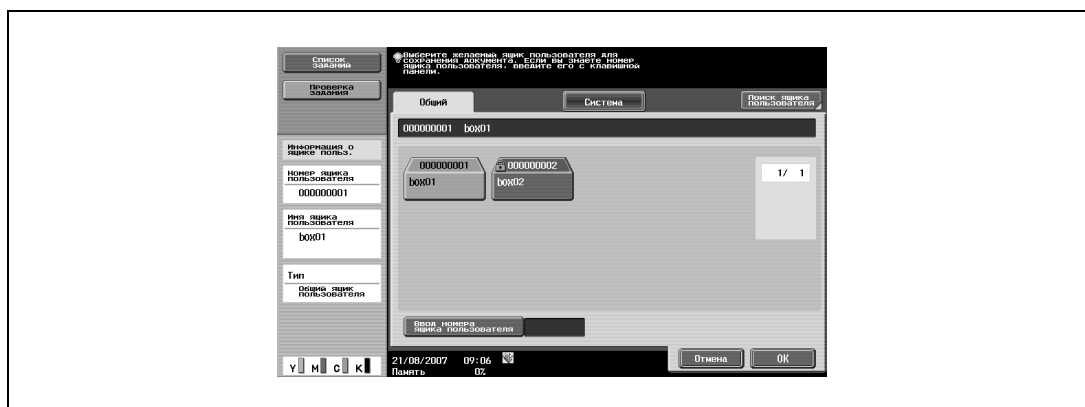 Список
заданий
Проверка
задания
Выберите желаемый ящик пользователя для
сохранения документа. Если вы знаете номер
ящика пользователя, введите его с клавишной
панели.
Общий
Система
Поиск ящика
пользователя
000000001 box01
Информация о
ящике польз.
Номер ящика
пользователя
000000001
Имя ящика
пользователя
box01
Тип
Общий ящик
пользователя
000000001
box01
000000002
box02
1/ 1
Ввод номера
ящика пользователя
Y M C K
21/08/2007 09:06
Память 0%
Отмена
OK